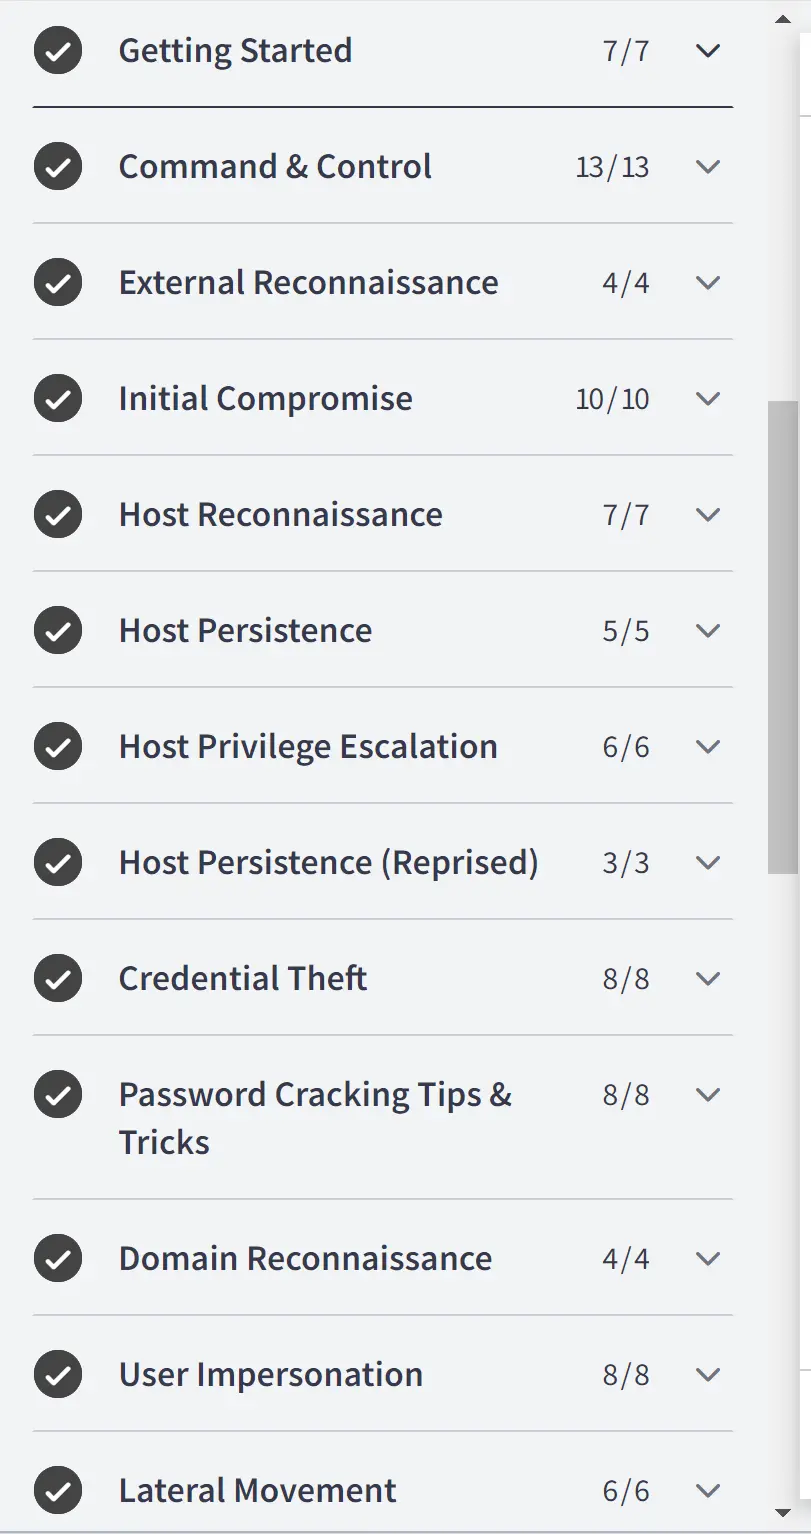 Getting Started 7/7
Command & Control 13/13
External Reconnaissance 4/4
Initial Compromise 10/10
Host Reconnaissance 7/7
Host Persistence 5/5
Host Privilege Escalation 6/6
Host Persistence (Reprised) 3/3
Credential Theft 8/8
Password Cracking Tips & 8/8
Tricks
Domain Reconnaissance 4/4
User Impersonation 8/8
Lateral Movement 6/6